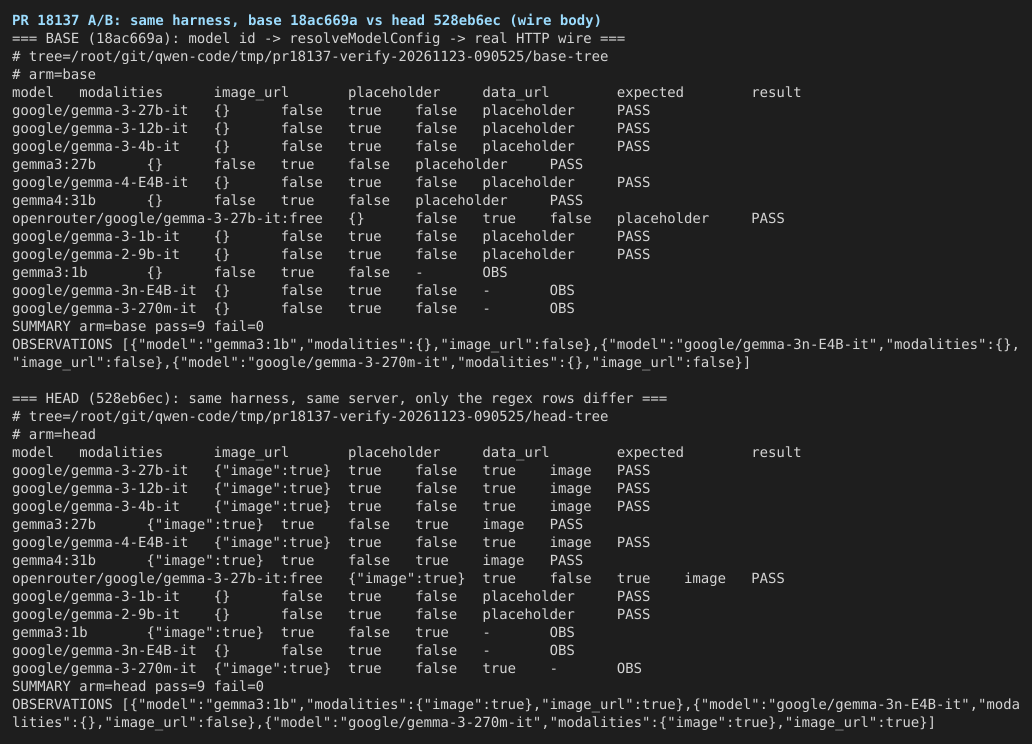 PR 18137 A/B: same harness, base 18ac669a vs head 528eb6ec (wire body)
=== BASE (18ac669a): model id -> resolveModelConfig -> real HTTP wire ===
# tree=/root/git/qwen-code/tmp/pr18137-verify-20261123-090525/base-tree
# arm=base
model	modalities	image_url	placeholder	data_url	expected	result
google/gemma-3-27b-it	{}	false	true	false	placeholder	PASS
google/gemma-3-12b-it	{}	false	true	false	placeholder	PASS
google/gemma-3-4b-it	{}	false	true	false	placeholder	PASS
gemma3:27b	{}	false	true	false	placeholder	PASS
google/gemma-4-E4B-it	{}	false	true	false	placeholder	PASS
gemma4:31b	{}	false	true	false	placeholder	PASS
openrouter/google/gemma-3-27b-it:free	{}	false	true	false	placeholder	PASS
google/gemma-3-1b-it	{}	false	true	false	placeholder	PASS
google/gemma-2-9b-it	{}	false	true	false	placeholder	PASS
gemma3:1b	{}	false	true	false	-	OBS
google/gemma-3n-E4B-it	{}	false	true	false	-	OBS
google/gemma-3-270m-it	{}	false	true	false	-	OBS
SUMMARY arm=base pass=9 fail=0
OBSERVATIONS [{"model":"gemma3:1b","modalities":{},"image_url":false},{"model":"google/gemma-3n-E4B-it","modalities":{},
"image_url":false},{"model":"google/gemma-3-270m-it","modalities":{},"image_url":false}]
=== HEAD (528eb6ec): same harness, same server, only the regex rows differ ===
# tree=/root/git/qwen-code/tmp/pr18137-verify-20261123-090525/head-tree
# arm=head
model	modalities	image_url	placeholder	data_url	expected	result
google/gemma-3-27b-it	{"image":true}	true	false	true	image	PASS
google/gemma-3-12b-it	{"image":true}	true	false	true	image	PASS
google/gemma-3-4b-it	{"image":true}	true	false	true	image	PASS
gemma3:27b	{"image":true}	true	false	true	image	PASS
google/gemma-4-E4B-it	{"image":true}	true	false	true	image	PASS
gemma4:31b	{"image":true}	true	false	true	image	PASS
openrouter/google/gemma-3-27b-it:free	{"image":true}	true	false	true	image	PASS
google/gemma-3-1b-it	{}	false	true	false	placeholder	PASS
google/gemma-2-9b-it	{}	false	true	false	placeholder	PASS
gemma3:1b	{"image":true}	true	false	true	-	OBS
google/gemma-3n-E4B-it	{}	false	true	false	-	OBS
google/gemma-3-270m-it	{"image":true}	true	false	true	-	OBS
SUMMARY arm=head pass=9 fail=0
OBSERVATIONS [{"model":"gemma3:1b","modalities":{"image":true},"image_url":true},{"model":"google/gemma-3n-E4B-it","moda
lities":{},"image_url":false},{"model":"google/gemma-3-270m-it","modalities":{"image":true},"image_url":true}]